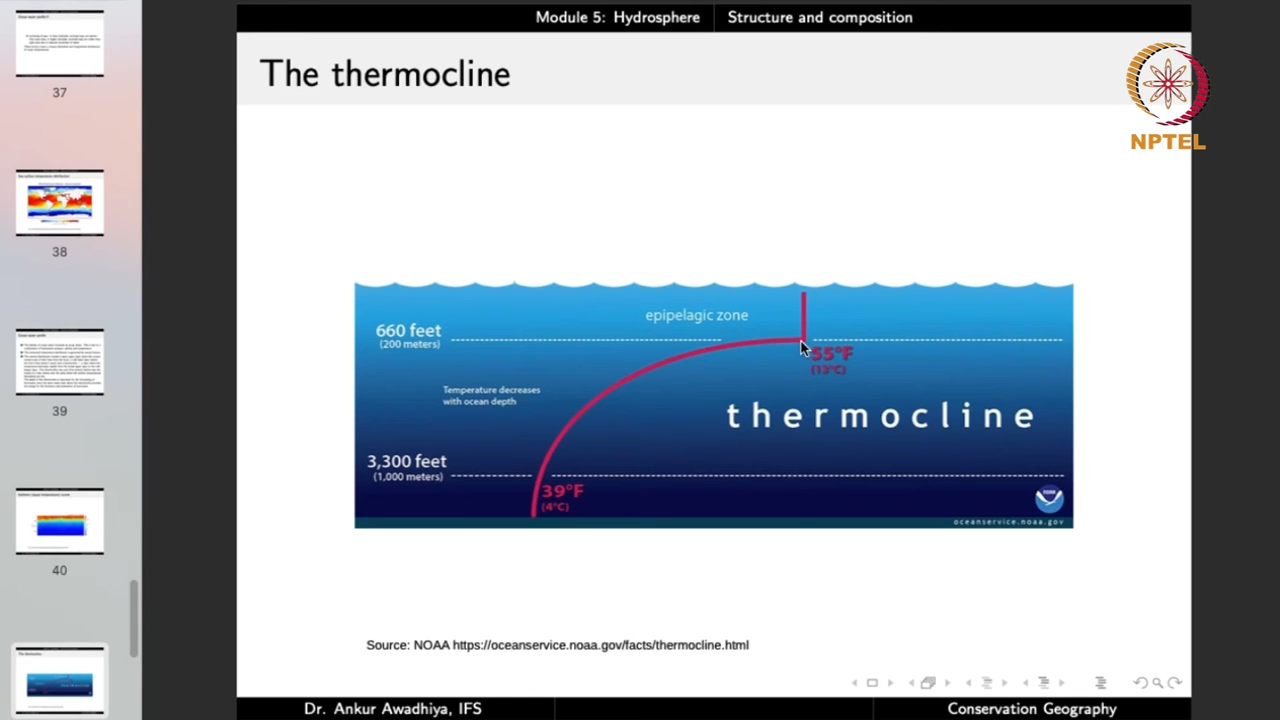 Module 5: Hydrosphere
Structure and composition
The thermocline
NPTEL
37
38
39
40
epipelagic zone
660 feet
(200 meters)
55°F
(13°C)
Temperature decreases
with ocean depth
thermocline
3,300 feet
(1,000 meters)
39°F
(4°C)
oceanservice.noaa.gov
Source: NOAA https://oceanservice.noaa.gov/facts/thermocline.html
Dr. Ankur Awadhiya, IFS
Conservation Geography